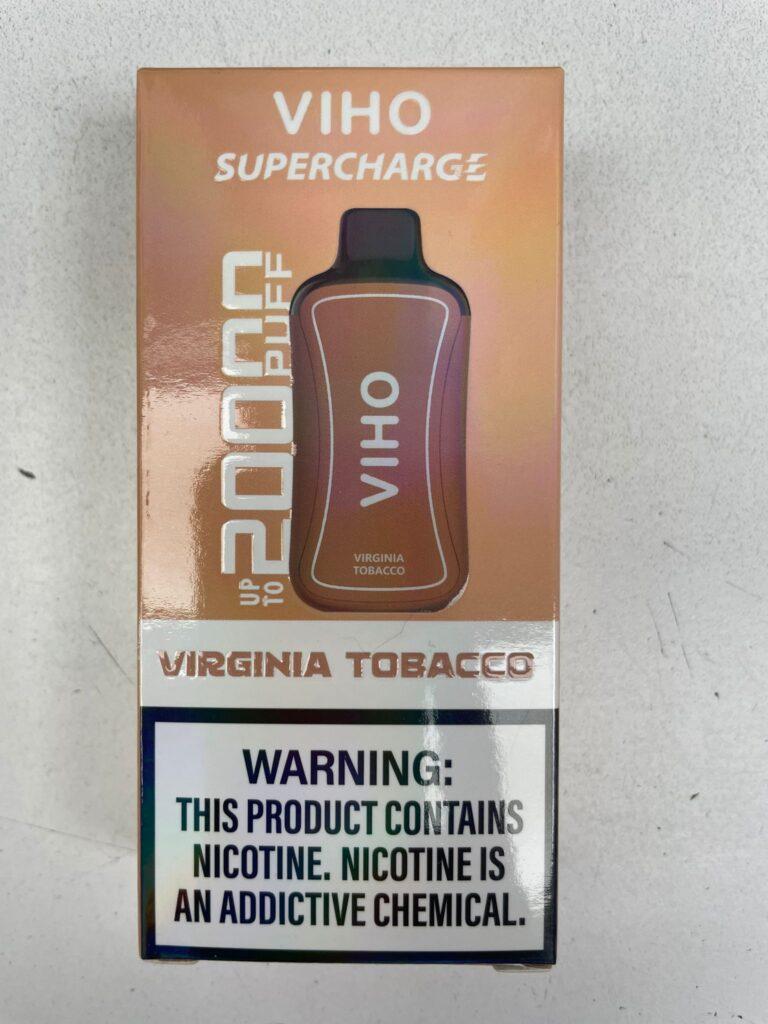 VIHO
SUPERCHARGE
UP TO 20000 PUFF
VIHO
VIRGINIA
TOBACCO
VIRGINIA TOBACCO
WARNING:
THIS PRODUCT CONTAINS
NICOTINE. NICOTINE IS
AN ADDICTIVE CHEMICAL.